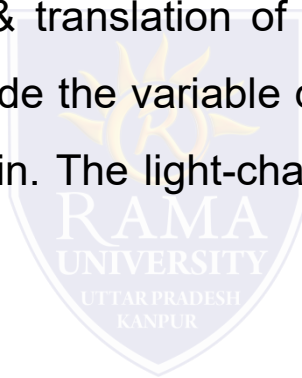 & translation of
de the variable
in. The light-cha
RAMA
UNIVERSITY
UTTAR PRADESH
KANPUR